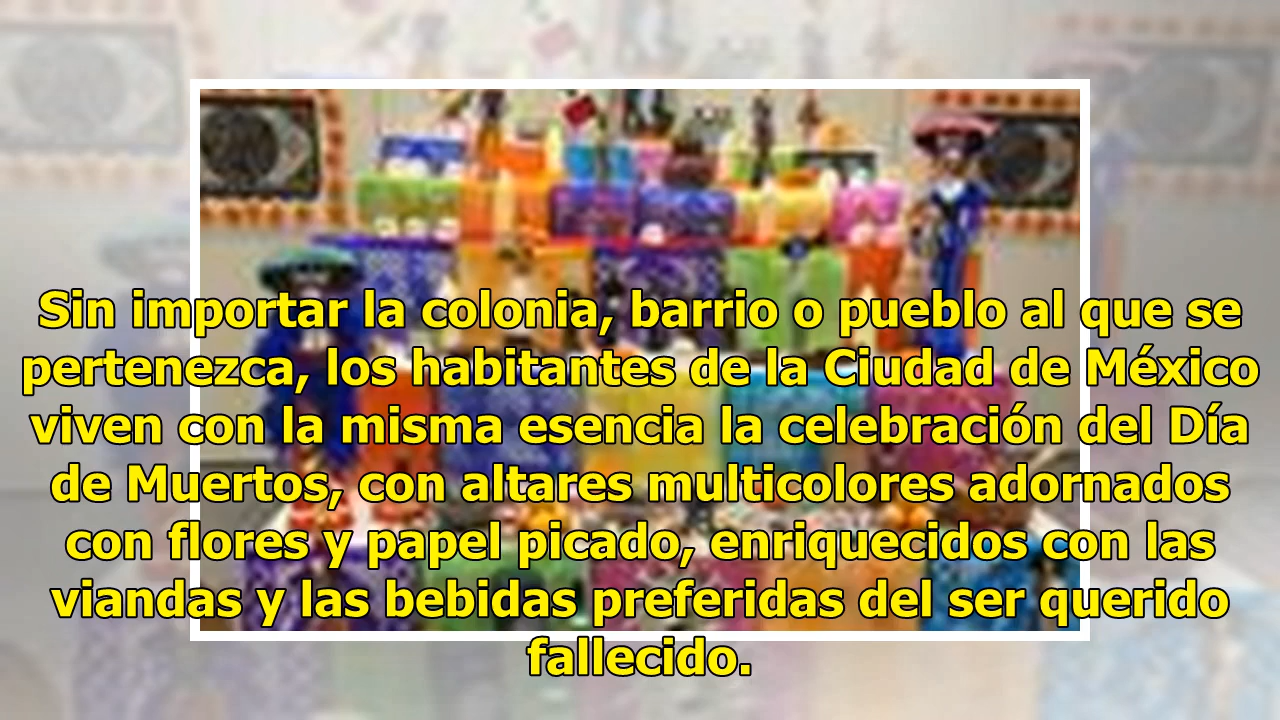 Sin importar la colonia, barrio o pueblo al que se
pertenezca, los habitantes de la Ciudad de México
viven con la misma esencia la celebración del Día
de Muertos, con altares multicolores adornados
con flores y papel picado, enriquecidos con las
viandas y las bebidas preferidas del ser querido
fallecido.